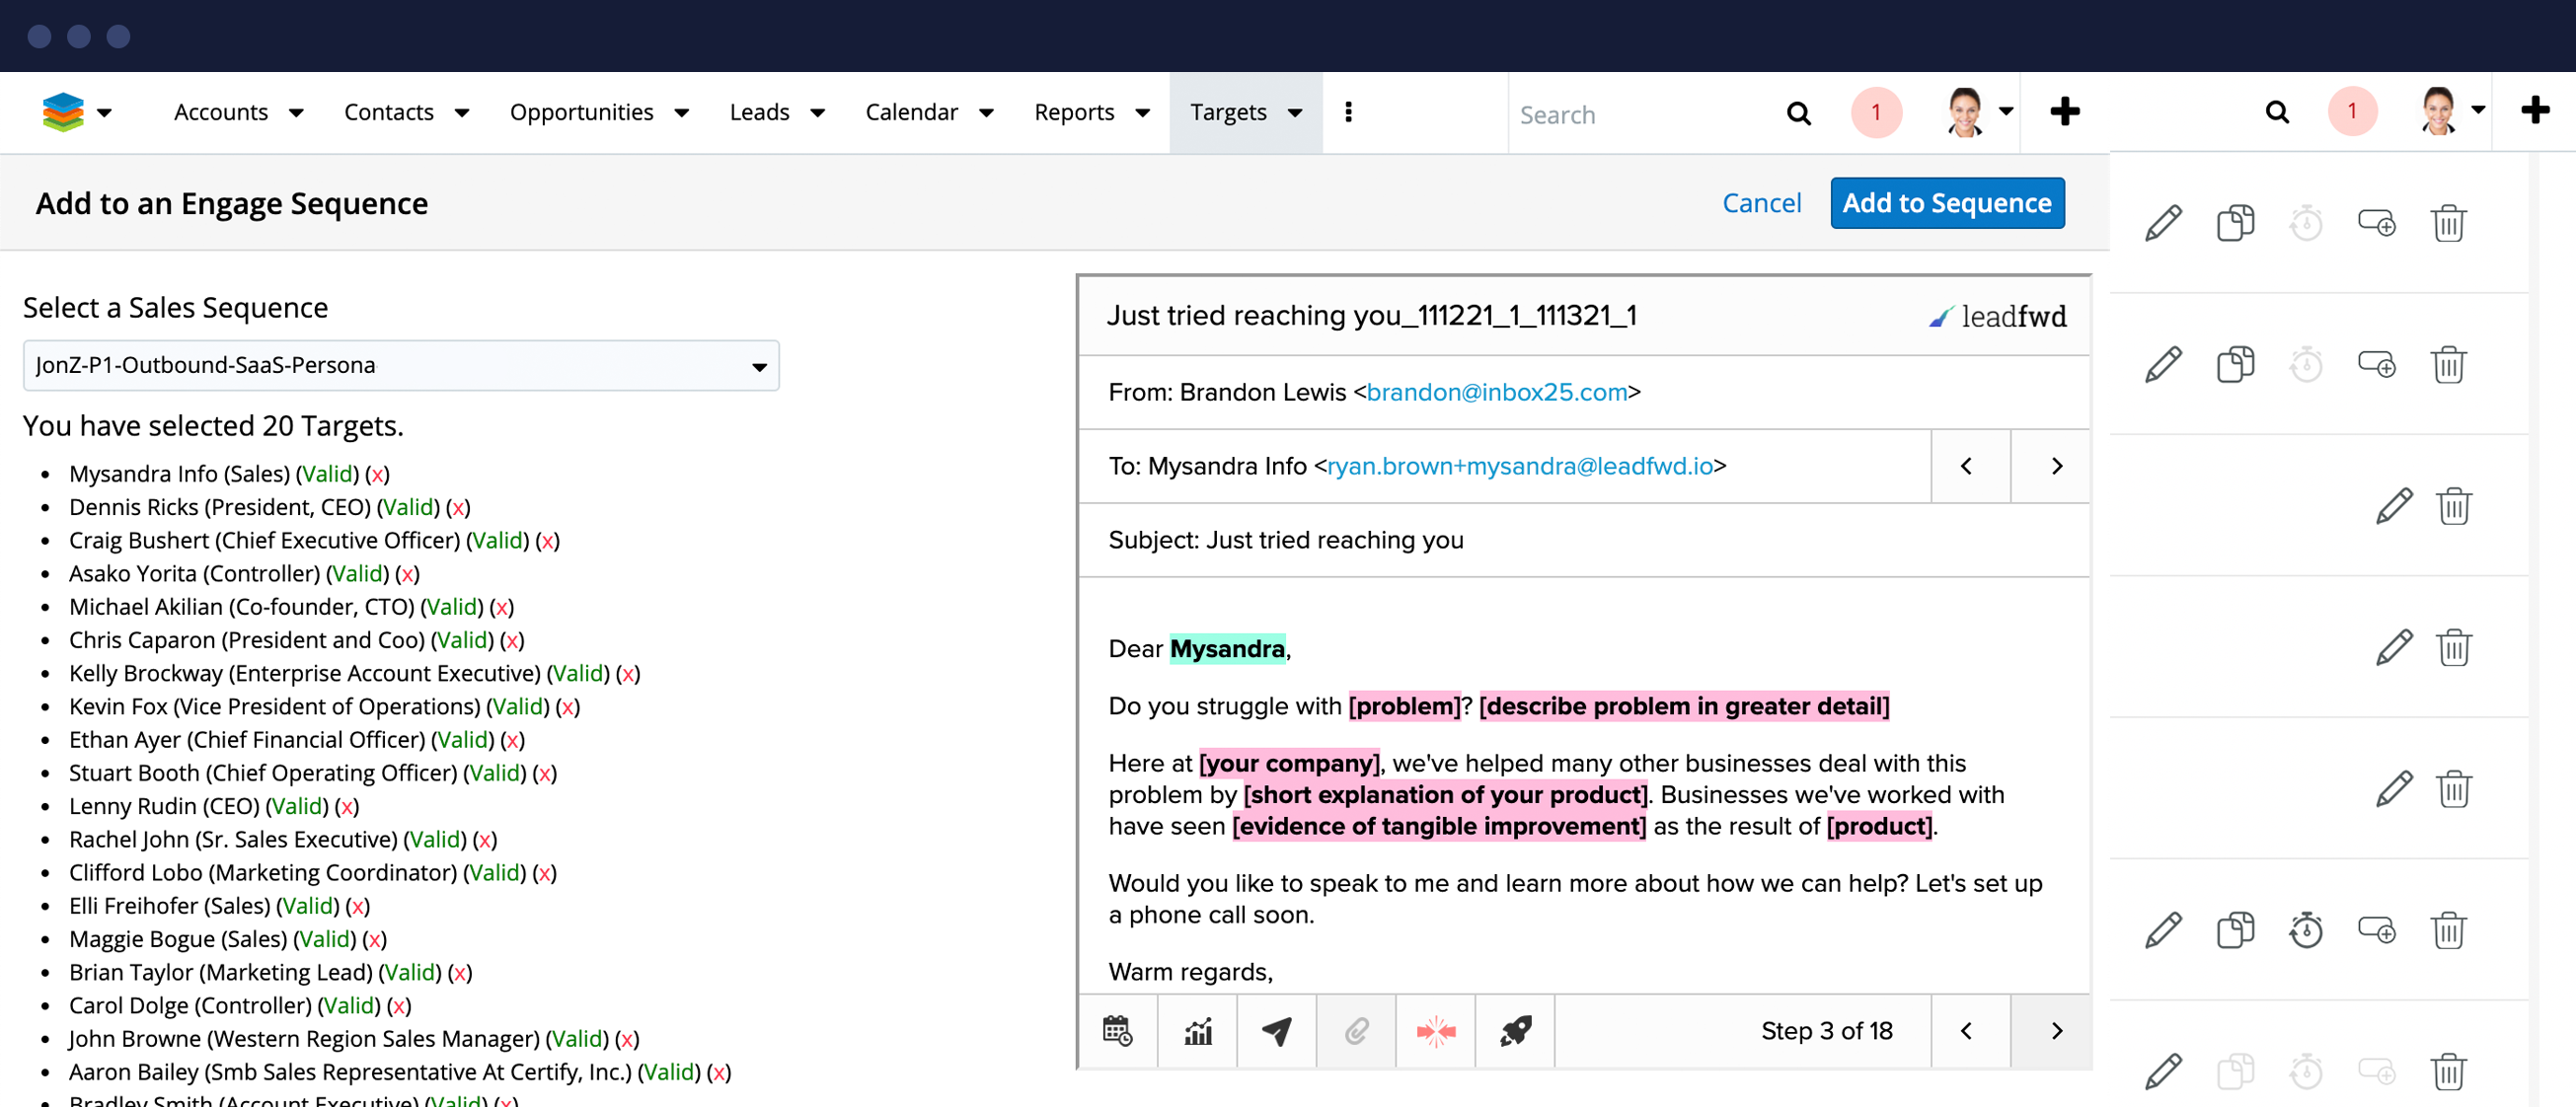 Accounts Contacts Opportunities Leads Calendar Reports Targets Search 1 1
Add to an Engage Sequence
Cancel Add to Sequence
Select a Sales Sequence
JonZ-P1-Outbound-SaaS-Persona
You have selected 20 Targets.
• Mysandra Info (Sales) (Valid) (x)
• Dennis Ricks (President, CEO) (Valid) (x)
• Craig Bushert (Chief Executive Officer) (Valid) (x)
• Asako Yorita (Controller) (Valid) (x)
• Michael Akilian (Co-founder, CTO) (Valid) (x)
• Chris Caparon (President and Coo) (Valid) (x)
• Kelly Brockway (Enterprise Account Executive) (Valid) (x)
• Kevin Fox (Vice President of Operations) (Valid) (x)
• Ethan Ayer (Chief Financial Officer) (Valid) (x)
• Stuart Booth (Chief Operating Officer) (Valid) (x)
• Lenny Rudin (CEO) (Valid) (x)
• Rachel John (Sr. Sales Executive) (Valid) (x)
• Clifford Lobo (Marketing Coordinator) (Valid) (x)
• Elli Freihofer (Sales) (Valid) (x)
• Maggie Bogue (Sales) (Valid) (x)
• Brian Taylor (Marketing Lead) (Valid) (x)
• Carol Dolge (Controller) (Valid) (x)
• John Browne (Western Region Sales Manager) (Valid) (x)
• Aaron Bailey (Smb Sales Representative At Certify, Inc.) (Valid) (x)
• Bradley Smith (Account Executive) (Valid) (x)
Just tried reaching you_111221_1_111321_1
leadfwd
From: Brandon Lewis <brandon@inbox25.com>
To: Mysandra Info <ryan.brown+mysandra@leadfwd.io>
Subject: Just tried reaching you
Dear Mysandra,
Do you struggle with [problem]? [describe problem in greater detail]
Here at [your company], we've helped many other businesses deal with this
problem by [short explanation of your product]. Businesses we've worked with
have seen [evidence of tangible improvement] as the result of [product].
Would you like to speak to me and learn more about how we can help? Let's set up
a phone call soon.
Warm regards,
Step 3 of 18